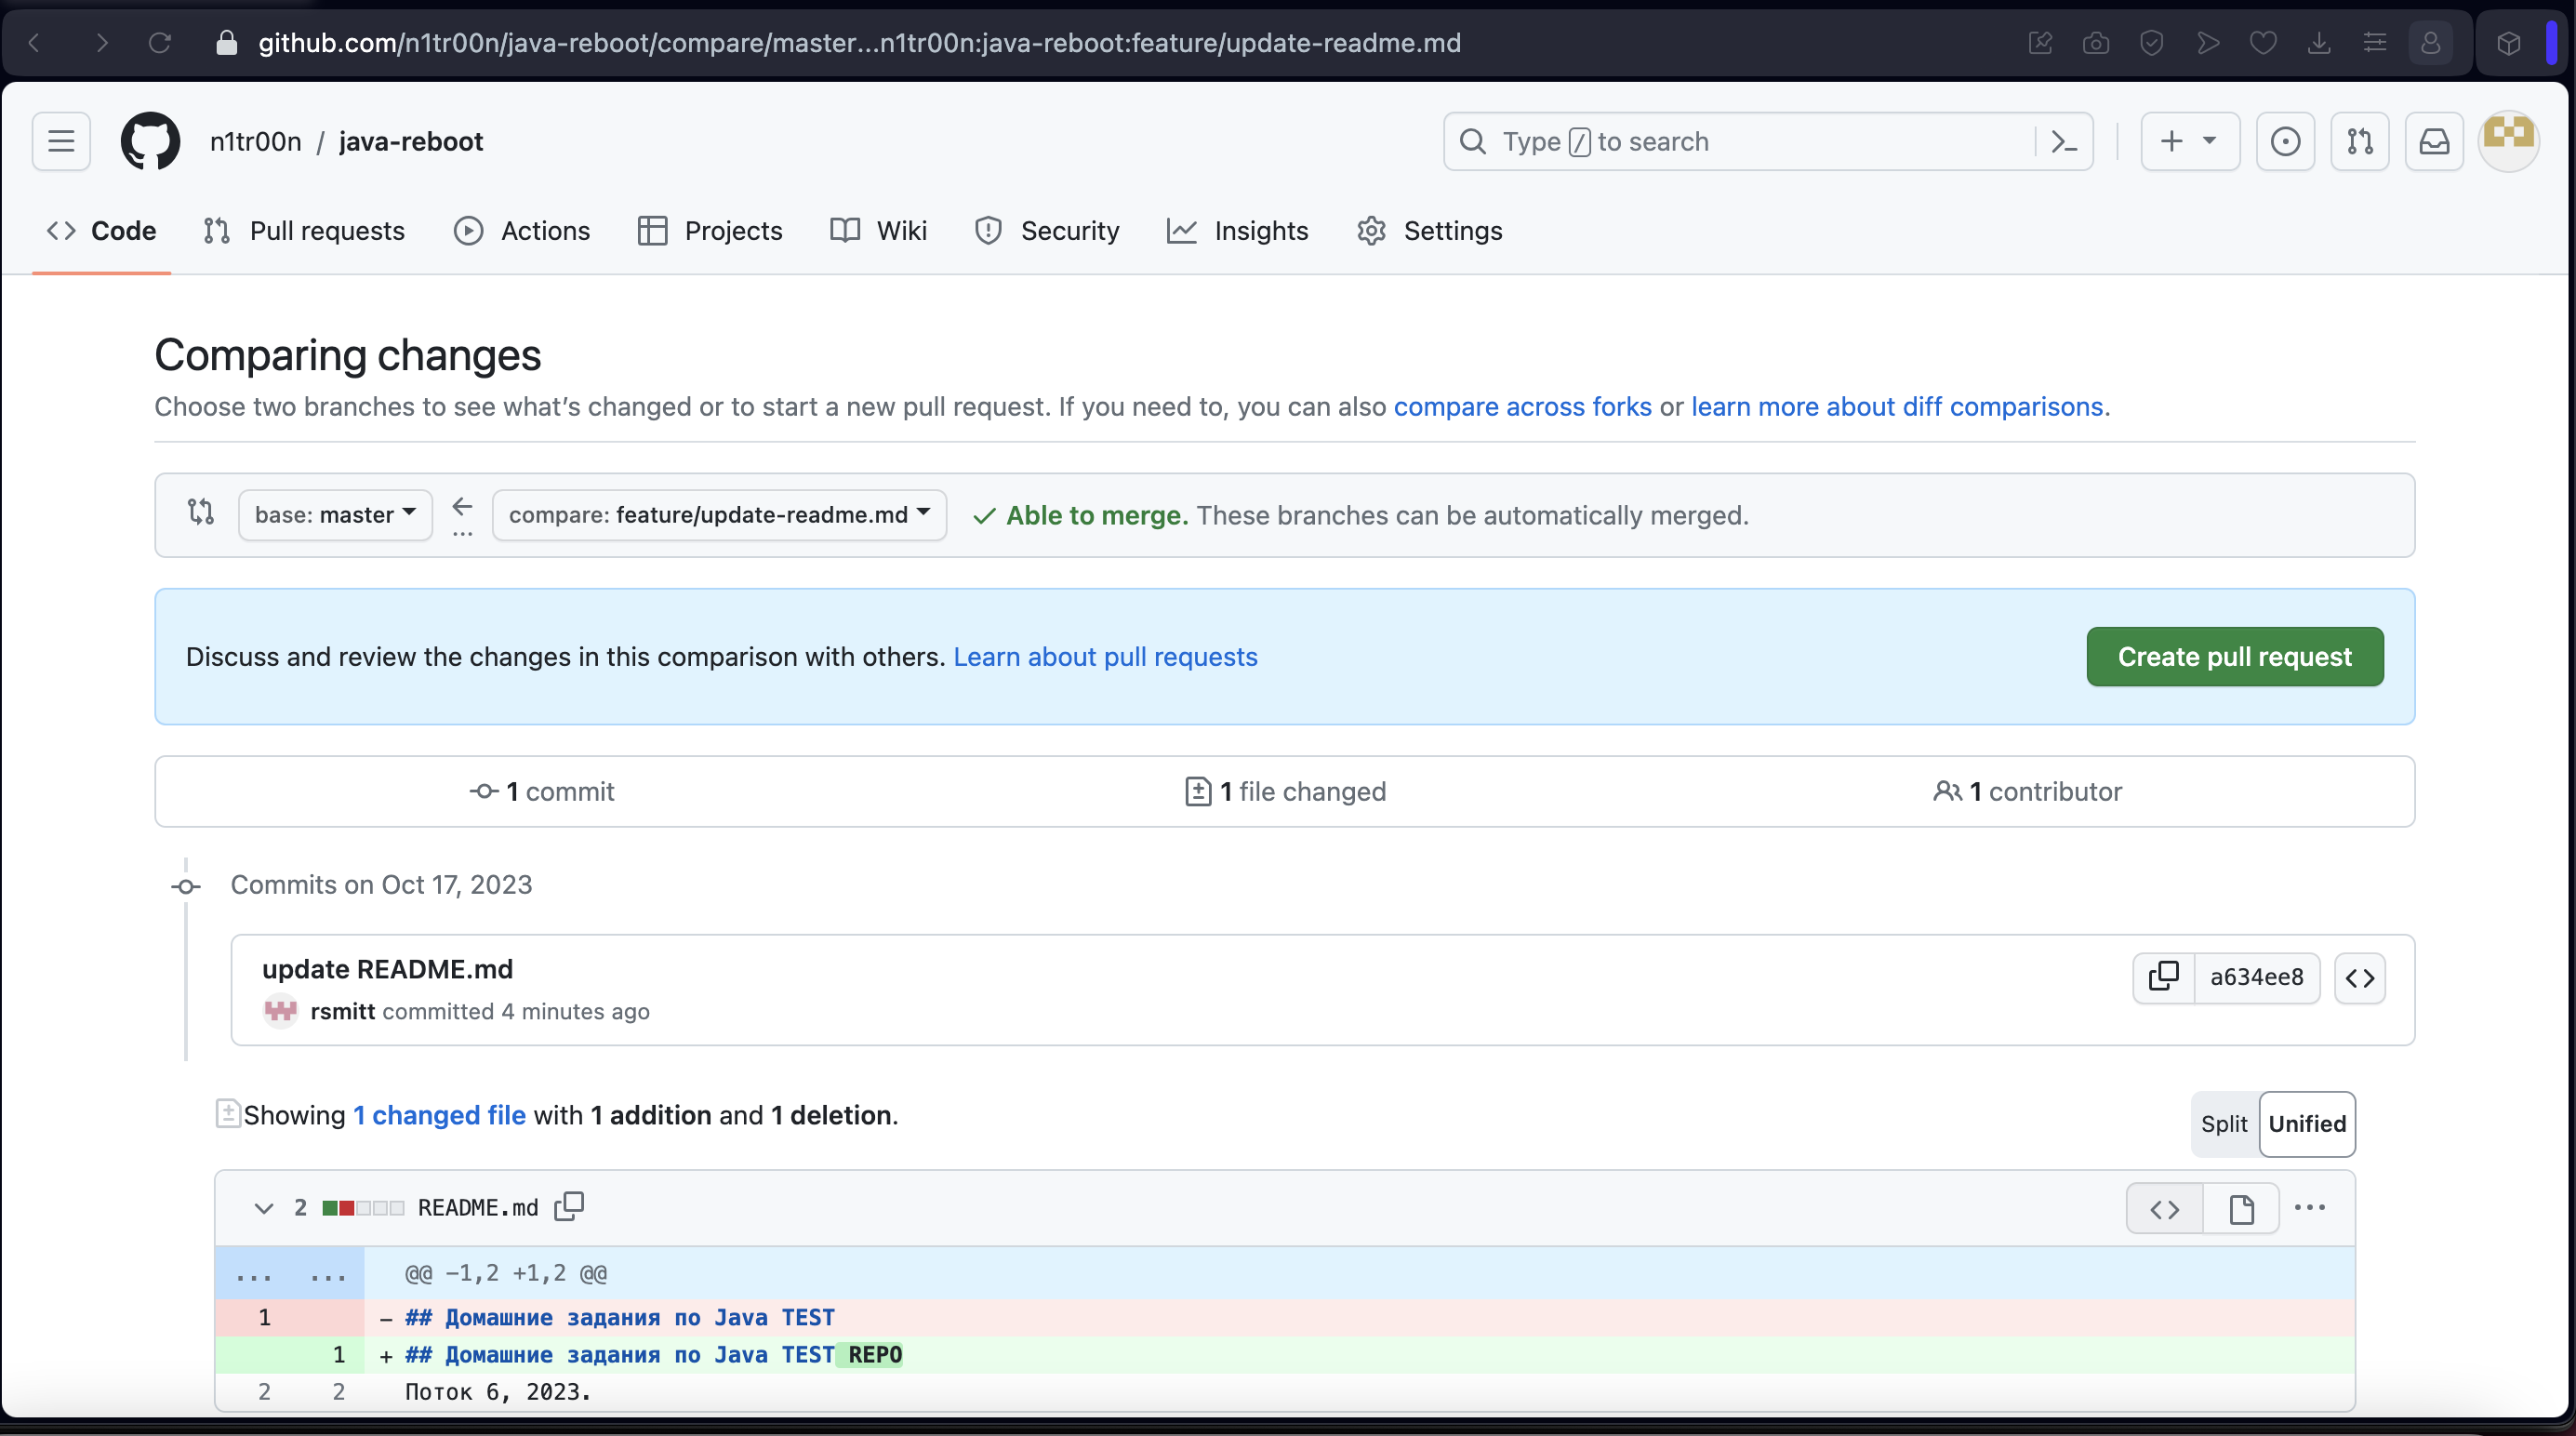 github.com/n1tr00n/java-reboot/compare/master...n1tr00n:java-reboot:feature/update-readme.md
n1tr00n / java-reboot
Type / to search
Code Pull requests Actions Projects Wiki Security Insights Settings
Comparing changes
Choose two branches to see what’s changed or to start a new pull request. If you need to, you can also compare across forks or learn more about diff comparisons.
base: master ← ... compare: feature/update-readme.md Able to merge. These branches can be automatically merged.
Discuss and review the changes in this comparison with others. Learn about pull requests Create pull request
1 commit 1 file changed 1 contributor
Commits on Oct 17, 2023
update README.md
a634ee8
rsmitt committed 4 minutes ago
Showing 1 changed file with 1 addition and 1 deletion.
Split Unified
2 README.md
... ... @@ -1,2 +1,2 @@
1 - ## Домашние задания по Java TEST
1 + ## Домашние задания по Java TEST REPO
2 2 Поток 6, 2023.